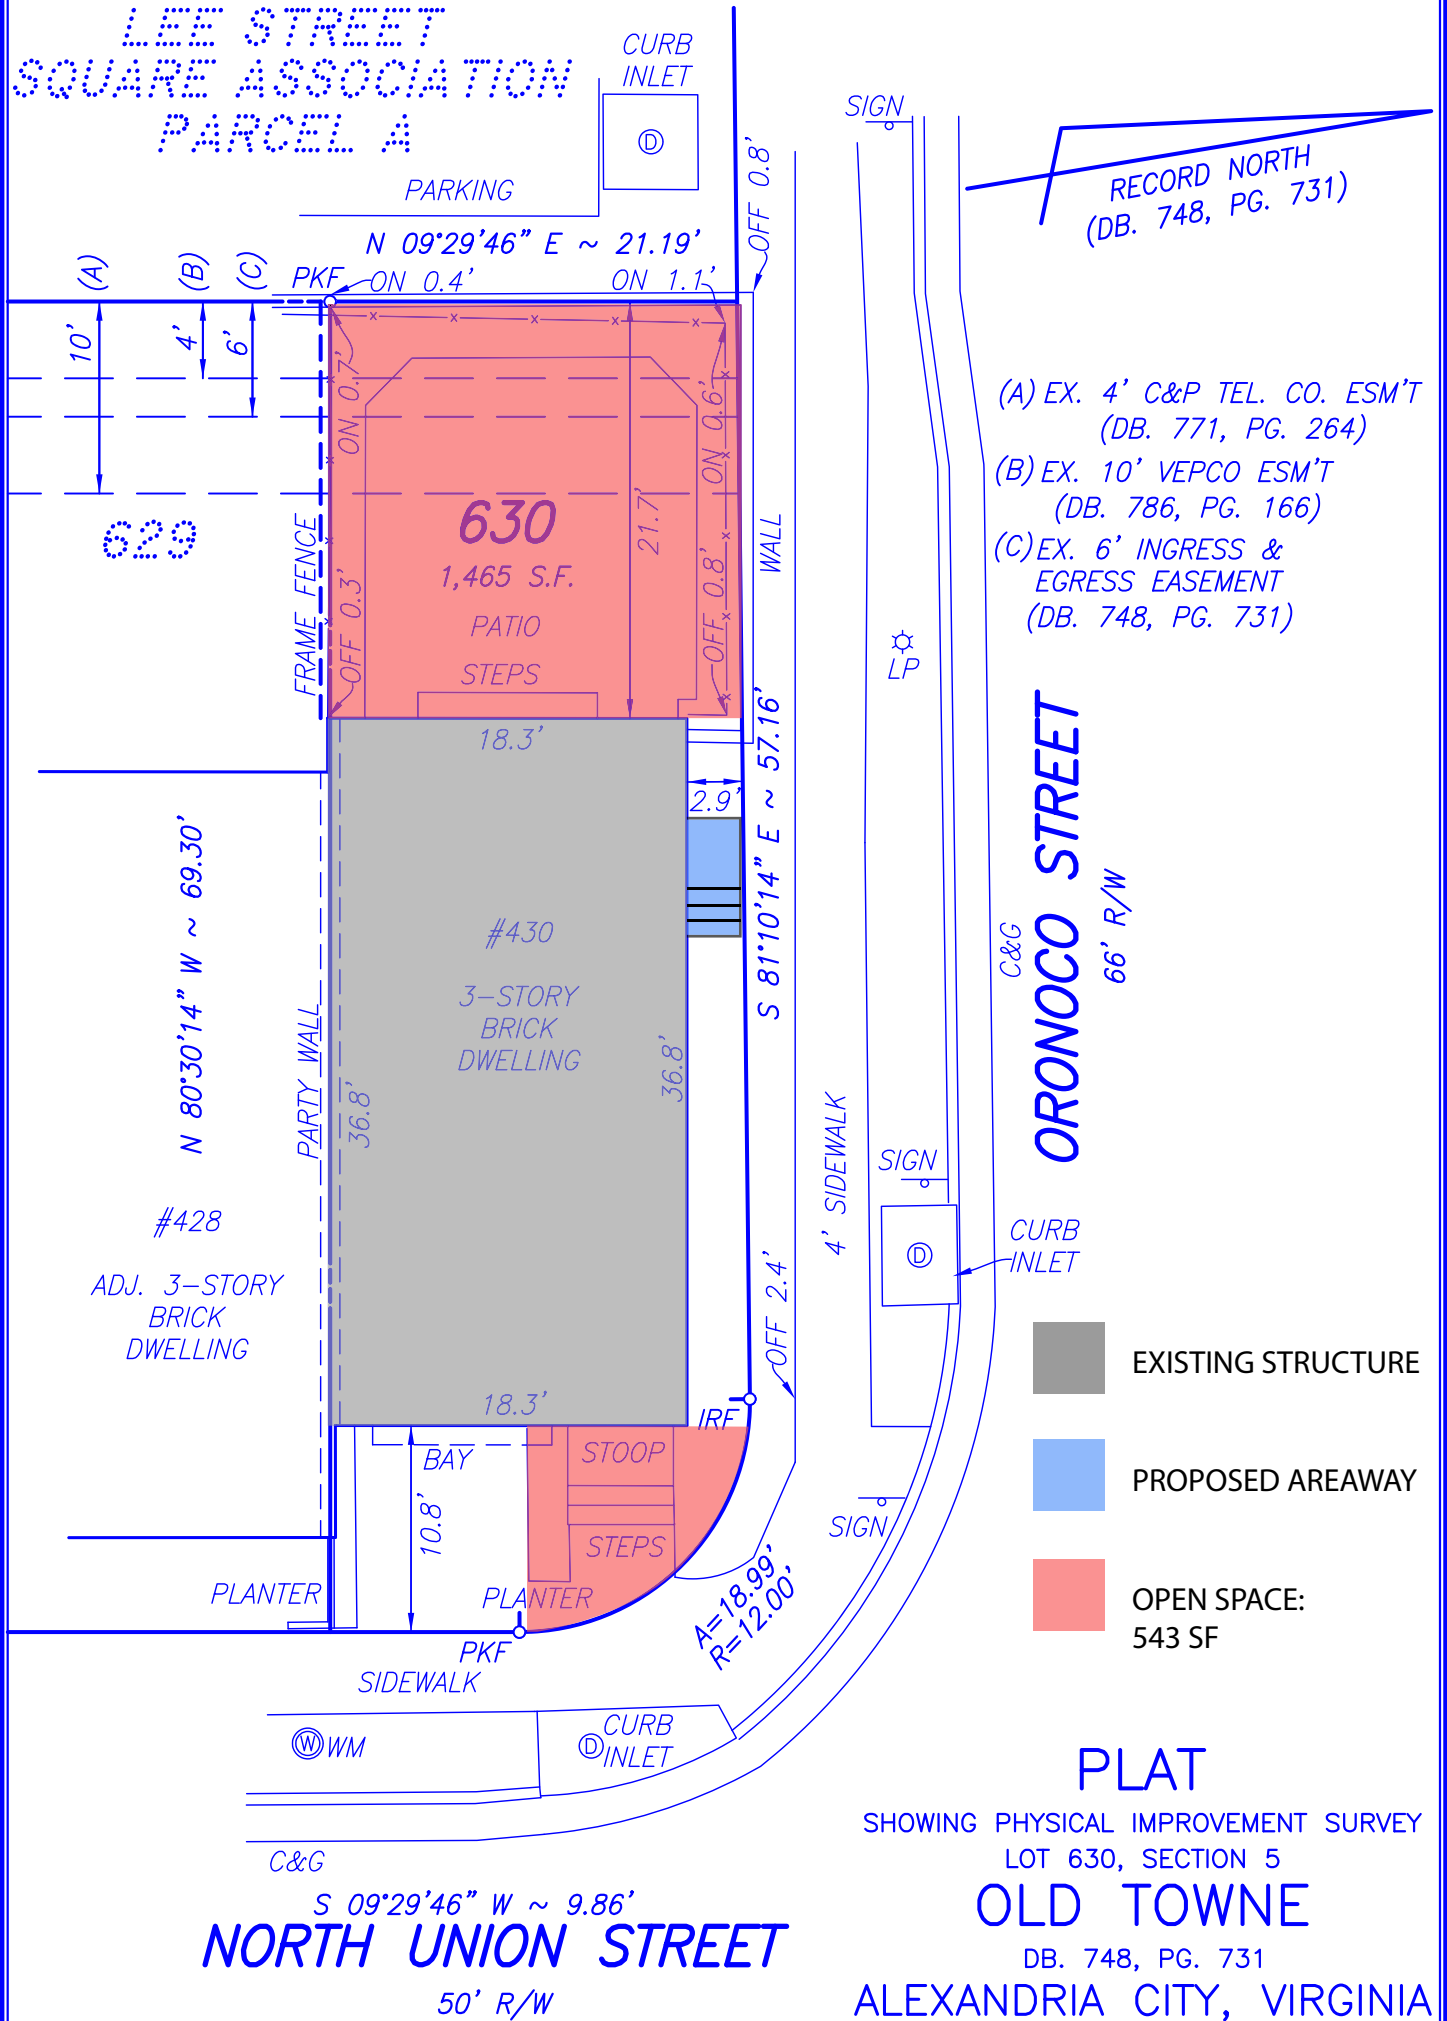 LEE STREET
SQUARE ASSOCIATION
PARCEL A
CURB
INLET
D
PARKING
SIGN
OFF 0.8'
RECORD NORTH
(DB. 748, PG. 731)
N 09°29'46" E ~ 21.19'
(A)
(B)
(C)
PKF
ON 0.4'
ON 1.1'
10'
4'
6'
ON 0.7'
ON 0.6'
(A) EX. 4' C&P TEL. CO. ESM'T
(DB. 771, PG. 264)
(B) EX. 10' VEPCO ESM'T
(DB. 786, PG. 166)
(C) EX. 6' INGRESS &
EGRESS EASEMENT
(DB. 748, PG. 731)
629
630
1,465 S.F.
PATIO
STEPS
21.7'
FRAME FENCE
OFF 0.3'
OFF 0.8'
WALL
LP
18.3'
2.9'
S 81°10'14" E ~ 57.16'
N 80°30'14" W ~ 69.30'
#430
3-STORY
BRICK
DWELLING
PARTY WALL
36.8'
36.8'
C&G
ORONOCO STREET
66' R/W
4' SIDEWALK
SIGN
D
CURB
INLET
#428
ADJ. 3-STORY
BRICK
DWELLING
OFF 2.4'
18.3'
IRF
BAY
STOOP
STEPS
10.8'
PLANTER
PLANTER
SIGN
A=18.99'
R=12.00'
PKF
SIDEWALK
EXISTING STRUCTURE
PROPOSED AREAWAY
OPEN SPACE:
543 SF
W WM
D
CURB
INLET
C&G
S 09°29'46" W ~ 9.86'
NORTH UNION STREET
50' R/W
PLAT
SHOWING PHYSICAL IMPROVEMENT SURVEY
LOT 630, SECTION 5
OLD TOWNE
DB. 748, PG. 731
ALEXANDRIA CITY, VIRGINIA